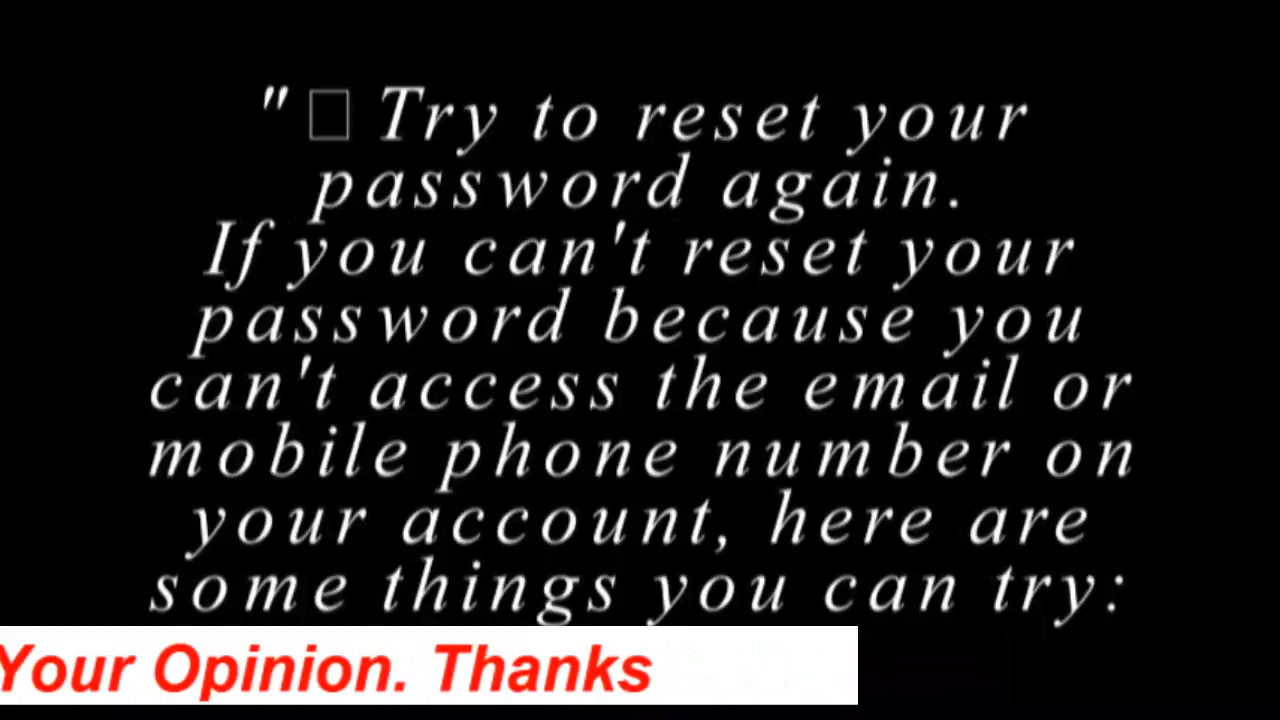 "□ Try to reset your
password again.
If you can't reset your
password because you
can't access the email or
mobile phone number on
your account, here are
some things you can try:
Your Opinion. Thanks